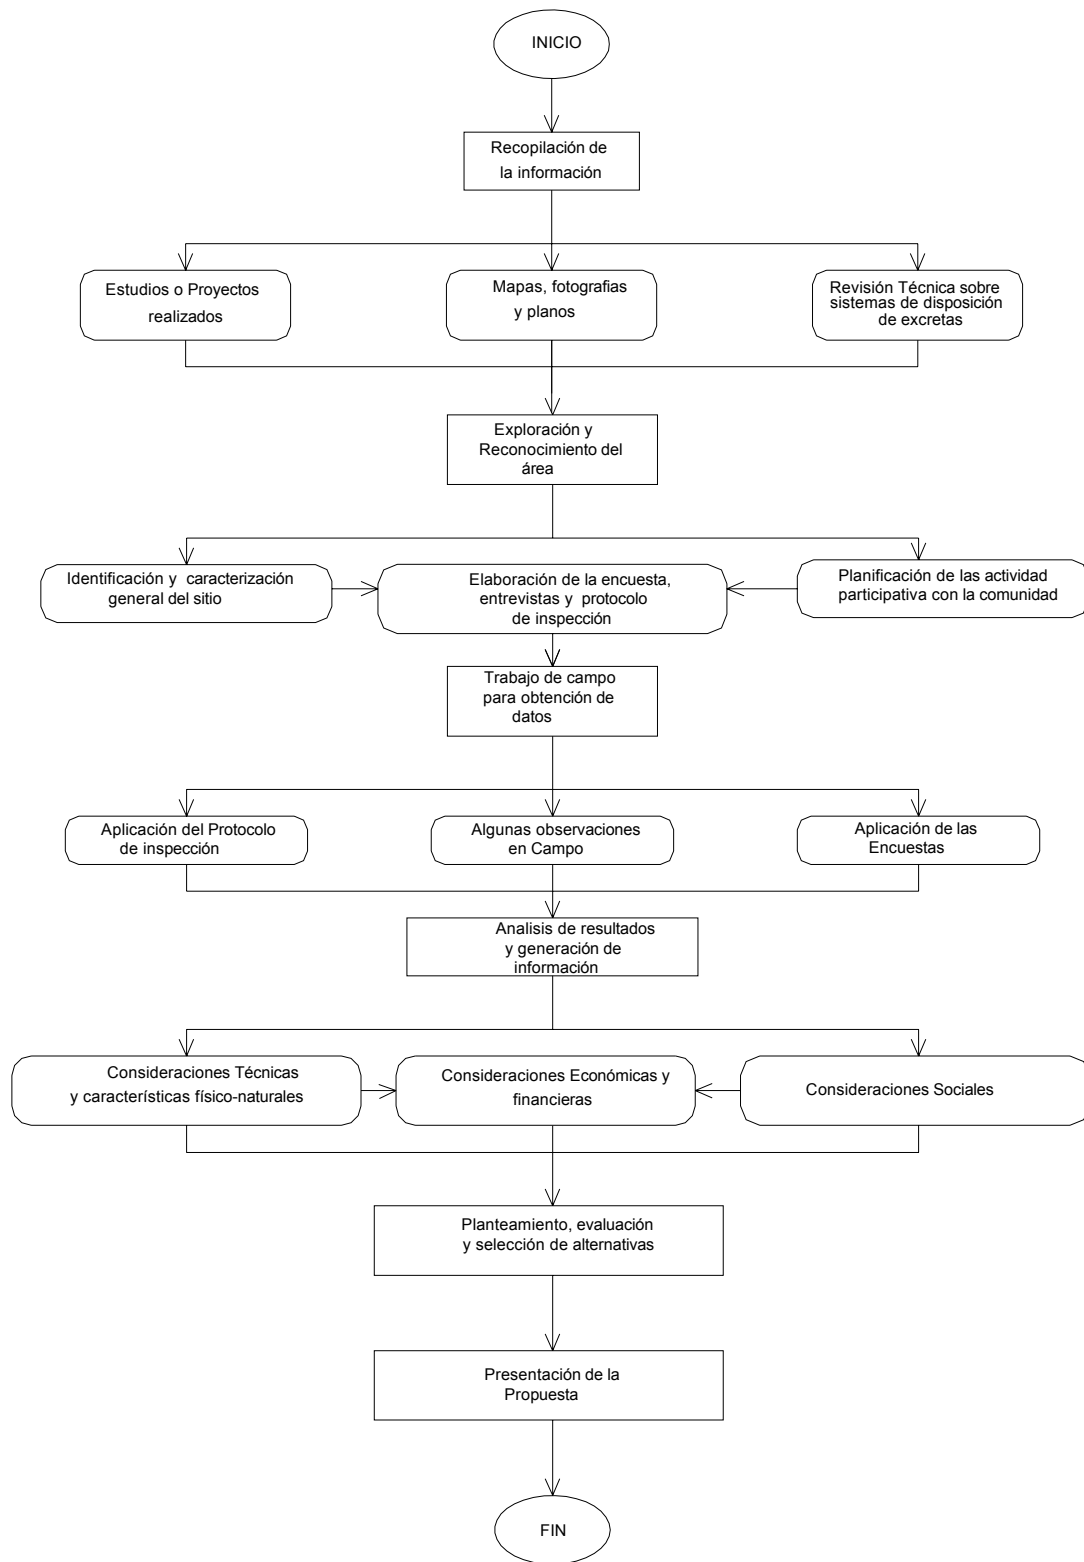 INICIO
Recopilación de
la información
Estudios o Proyectos
realizados
Mapas, fotografias
y planos
Revisión Técnica sobre
sistemas de disposición
de excretas
Exploración y
Reconocimiento del
área
Identificación y caracterización
general del sitio
Elaboración de la encuesta,
entrevistas y protocolo
de inspección
Planificación de las actividad
participativa con la comunidad
Trabajo de campo
para obtención de
datos
Aplicación del Protocolo
de inspección
Algunas observaciones
en Campo
Aplicación de las
Encuestas
Analisis de resultados
y generación de
información
Consideraciones Técnicas
y característícas físico-naturales
Consideraciones Económicas y
financieras
Consideraciones Sociales
Planteamiento, evaluación
y selección de alternativas
Presentación de la
Propuesta
FIN